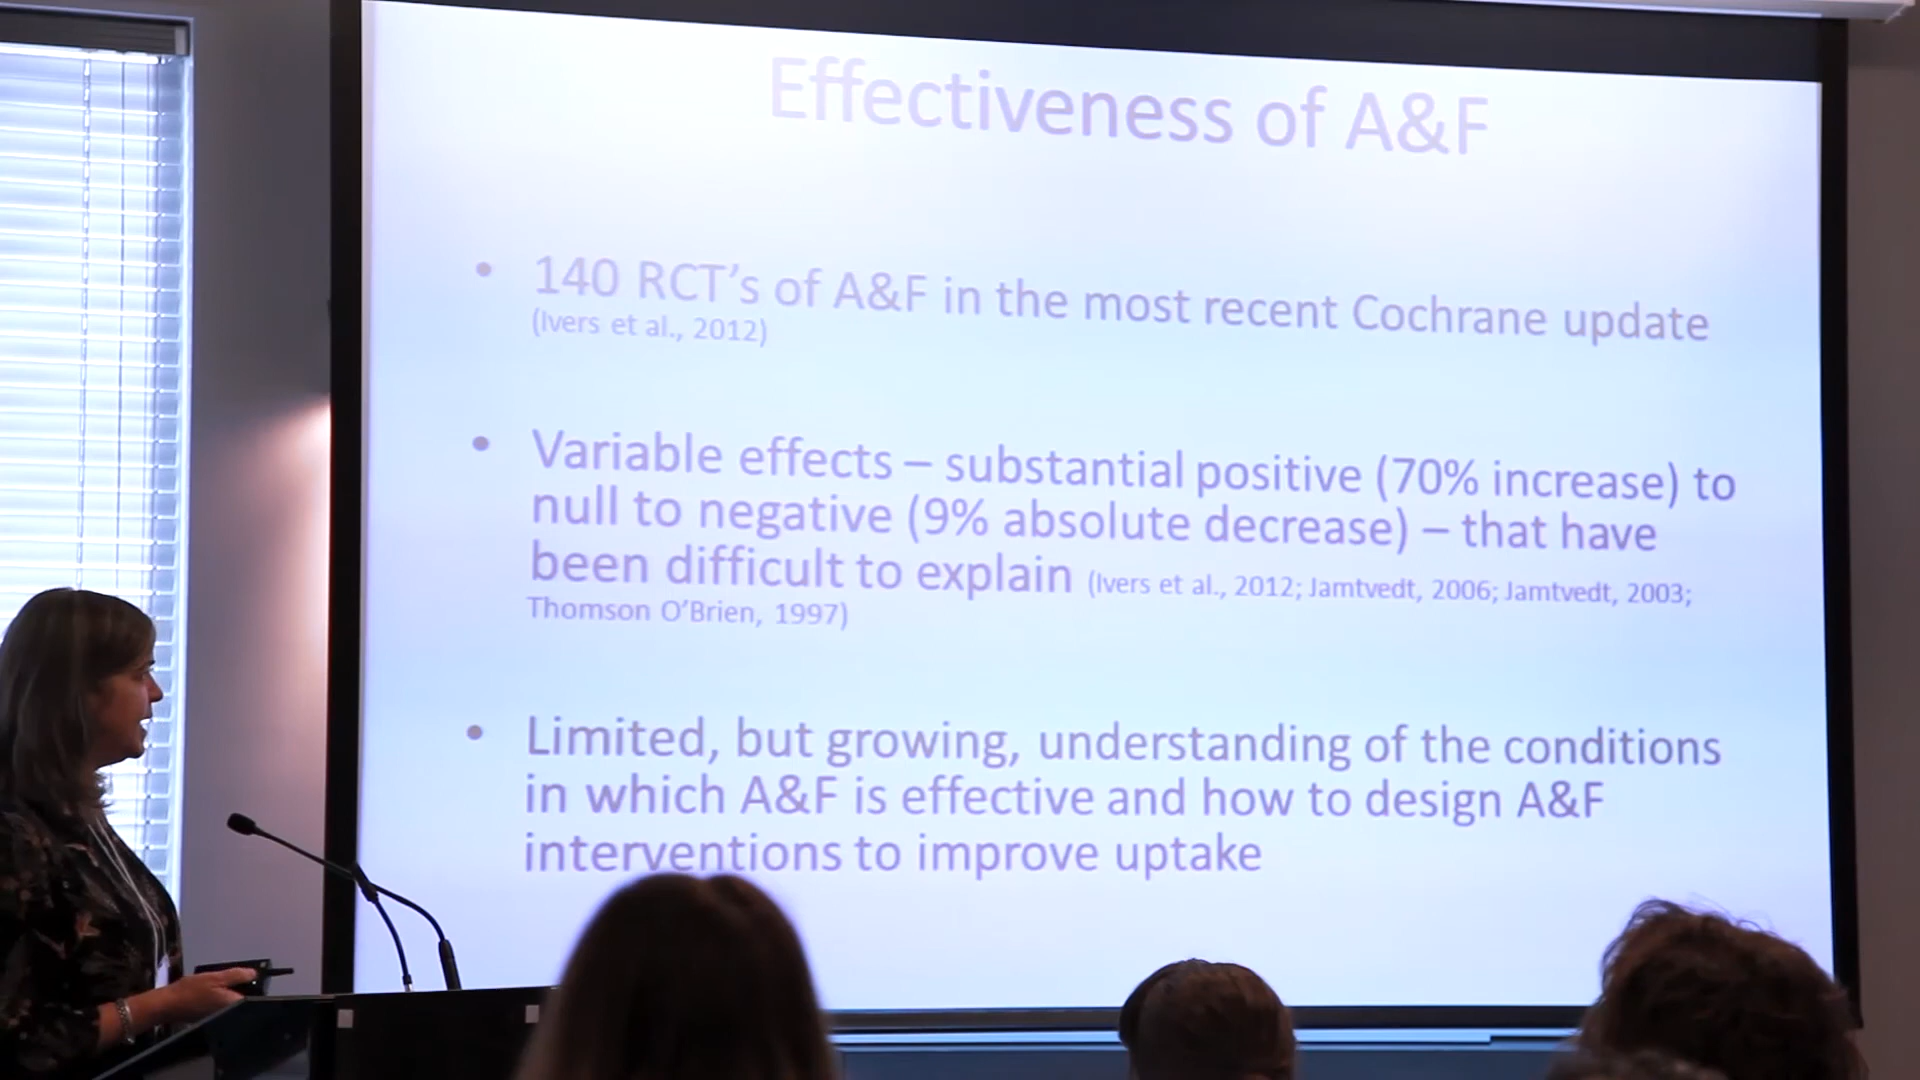 Effectiveness of A&F
• 140 RCT's of A&F in the most recent Cochrane update
(Ivers et al., 2012)
• Variable effects – substantial positive (70% increase) to
null to negative (9% absolute decrease) – that have
been difficult to explain (Ivers et al., 2012; Jamtvedt, 2006; Jamtvedt, 2003;
Thomson O'Brien, 1997)
• Limited, but growing, understanding of the conditions
in which A&F is effective and how to design A&F
interventions to improve uptake